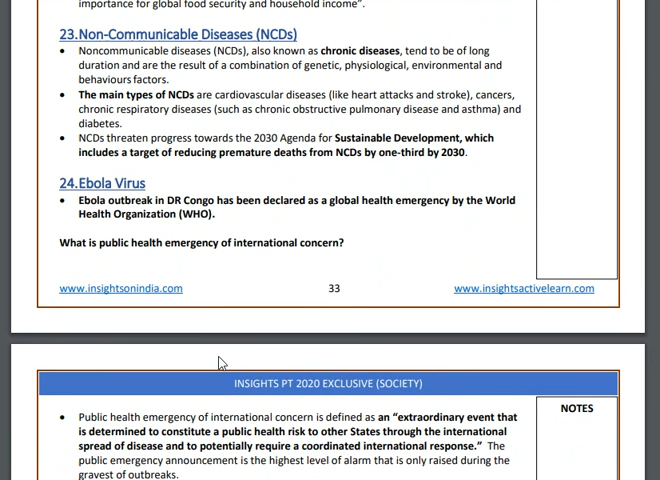 importance for global food security and household income".
23.Non-Communicable Diseases (NCDs)
• Noncommunicable diseases (NCDs), also known as chronic diseases, tend to be of long
duration and are the result of a combination of genetic, physiological, environmental and
behaviours factors.
• The main types of NCDs are cardiovascular diseases (like heart attacks and stroke), cancers,
chronic respiratory diseases (such as chronic obstructive pulmonary disease and asthma) and
diabetes.
• NCDs threaten progress towards the 2030 Agenda for Sustainable Development, which
includes a target of reducing premature deaths from NCDs by one-third by 2030.
24.Ebola Virus
• Ebola outbreak in DR Congo has been declared as a global health emergency by the World
Health Organization (WHO).
What is public health emergency of international concern?
www.insightsonindia.com 33 www.insightsactivelearn.com
INSIGHTS PT 2020 EXCLUSIVE (SOCIETY)
NOTES
• Public health emergency of international concern is defined as an "extraordinary event that
is determined to constitute a public health risk to other States through the international
spread of disease and to potentially require a coordinated international response." The
public emergency announcement is the highest level of alarm that is only raised during the
gravest of outbreaks.